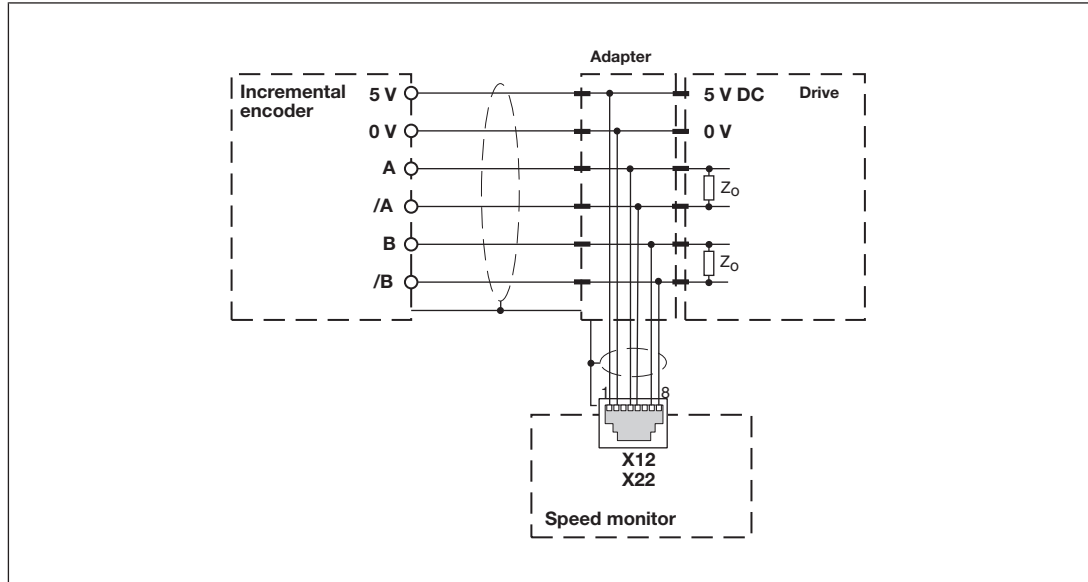 Adapter
Incremental
encoder
5 V
0 V
A
/A
B
/B
5 V DC
Drive
0 V
Z0
Z0
1
8
X12
X22
Speed monitor